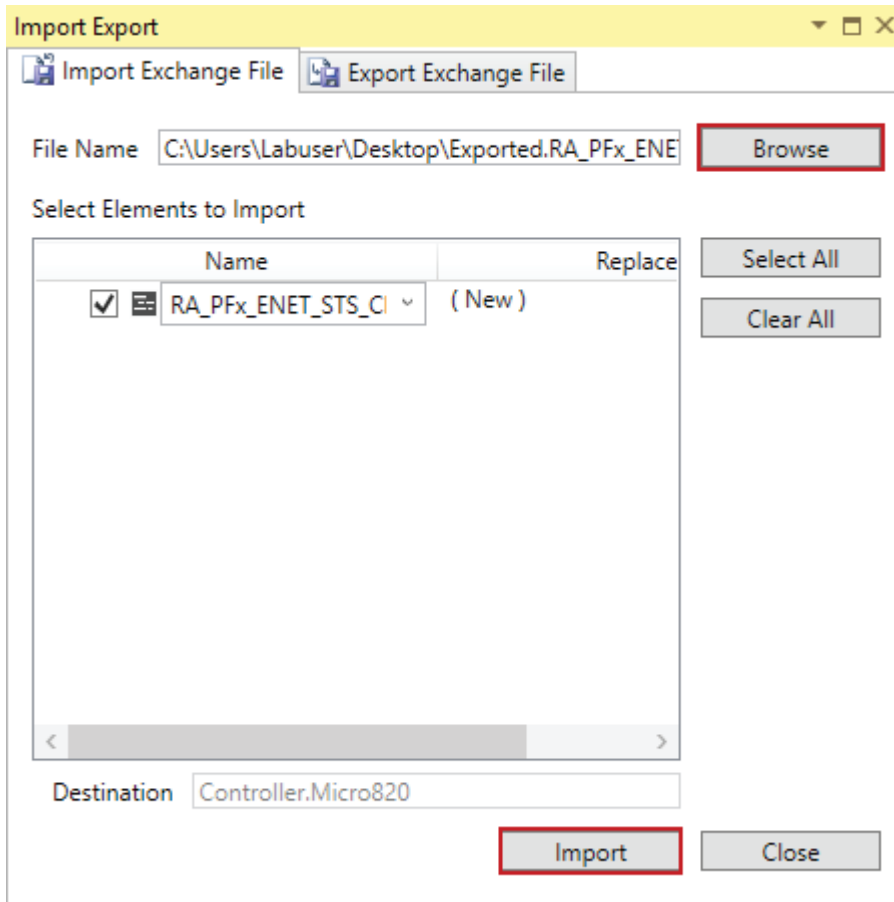 Import Export
Import Exchange File Export Exchange File
File Name C:\Users\Labuser\Desktop\Exported.RA_PFx_ENE Browse
Select Elements to Import
Name Replace Select All
RA_PFx_ENET_STS_C ( New )
Clear All
Destination Controller.Micro820
Import Close